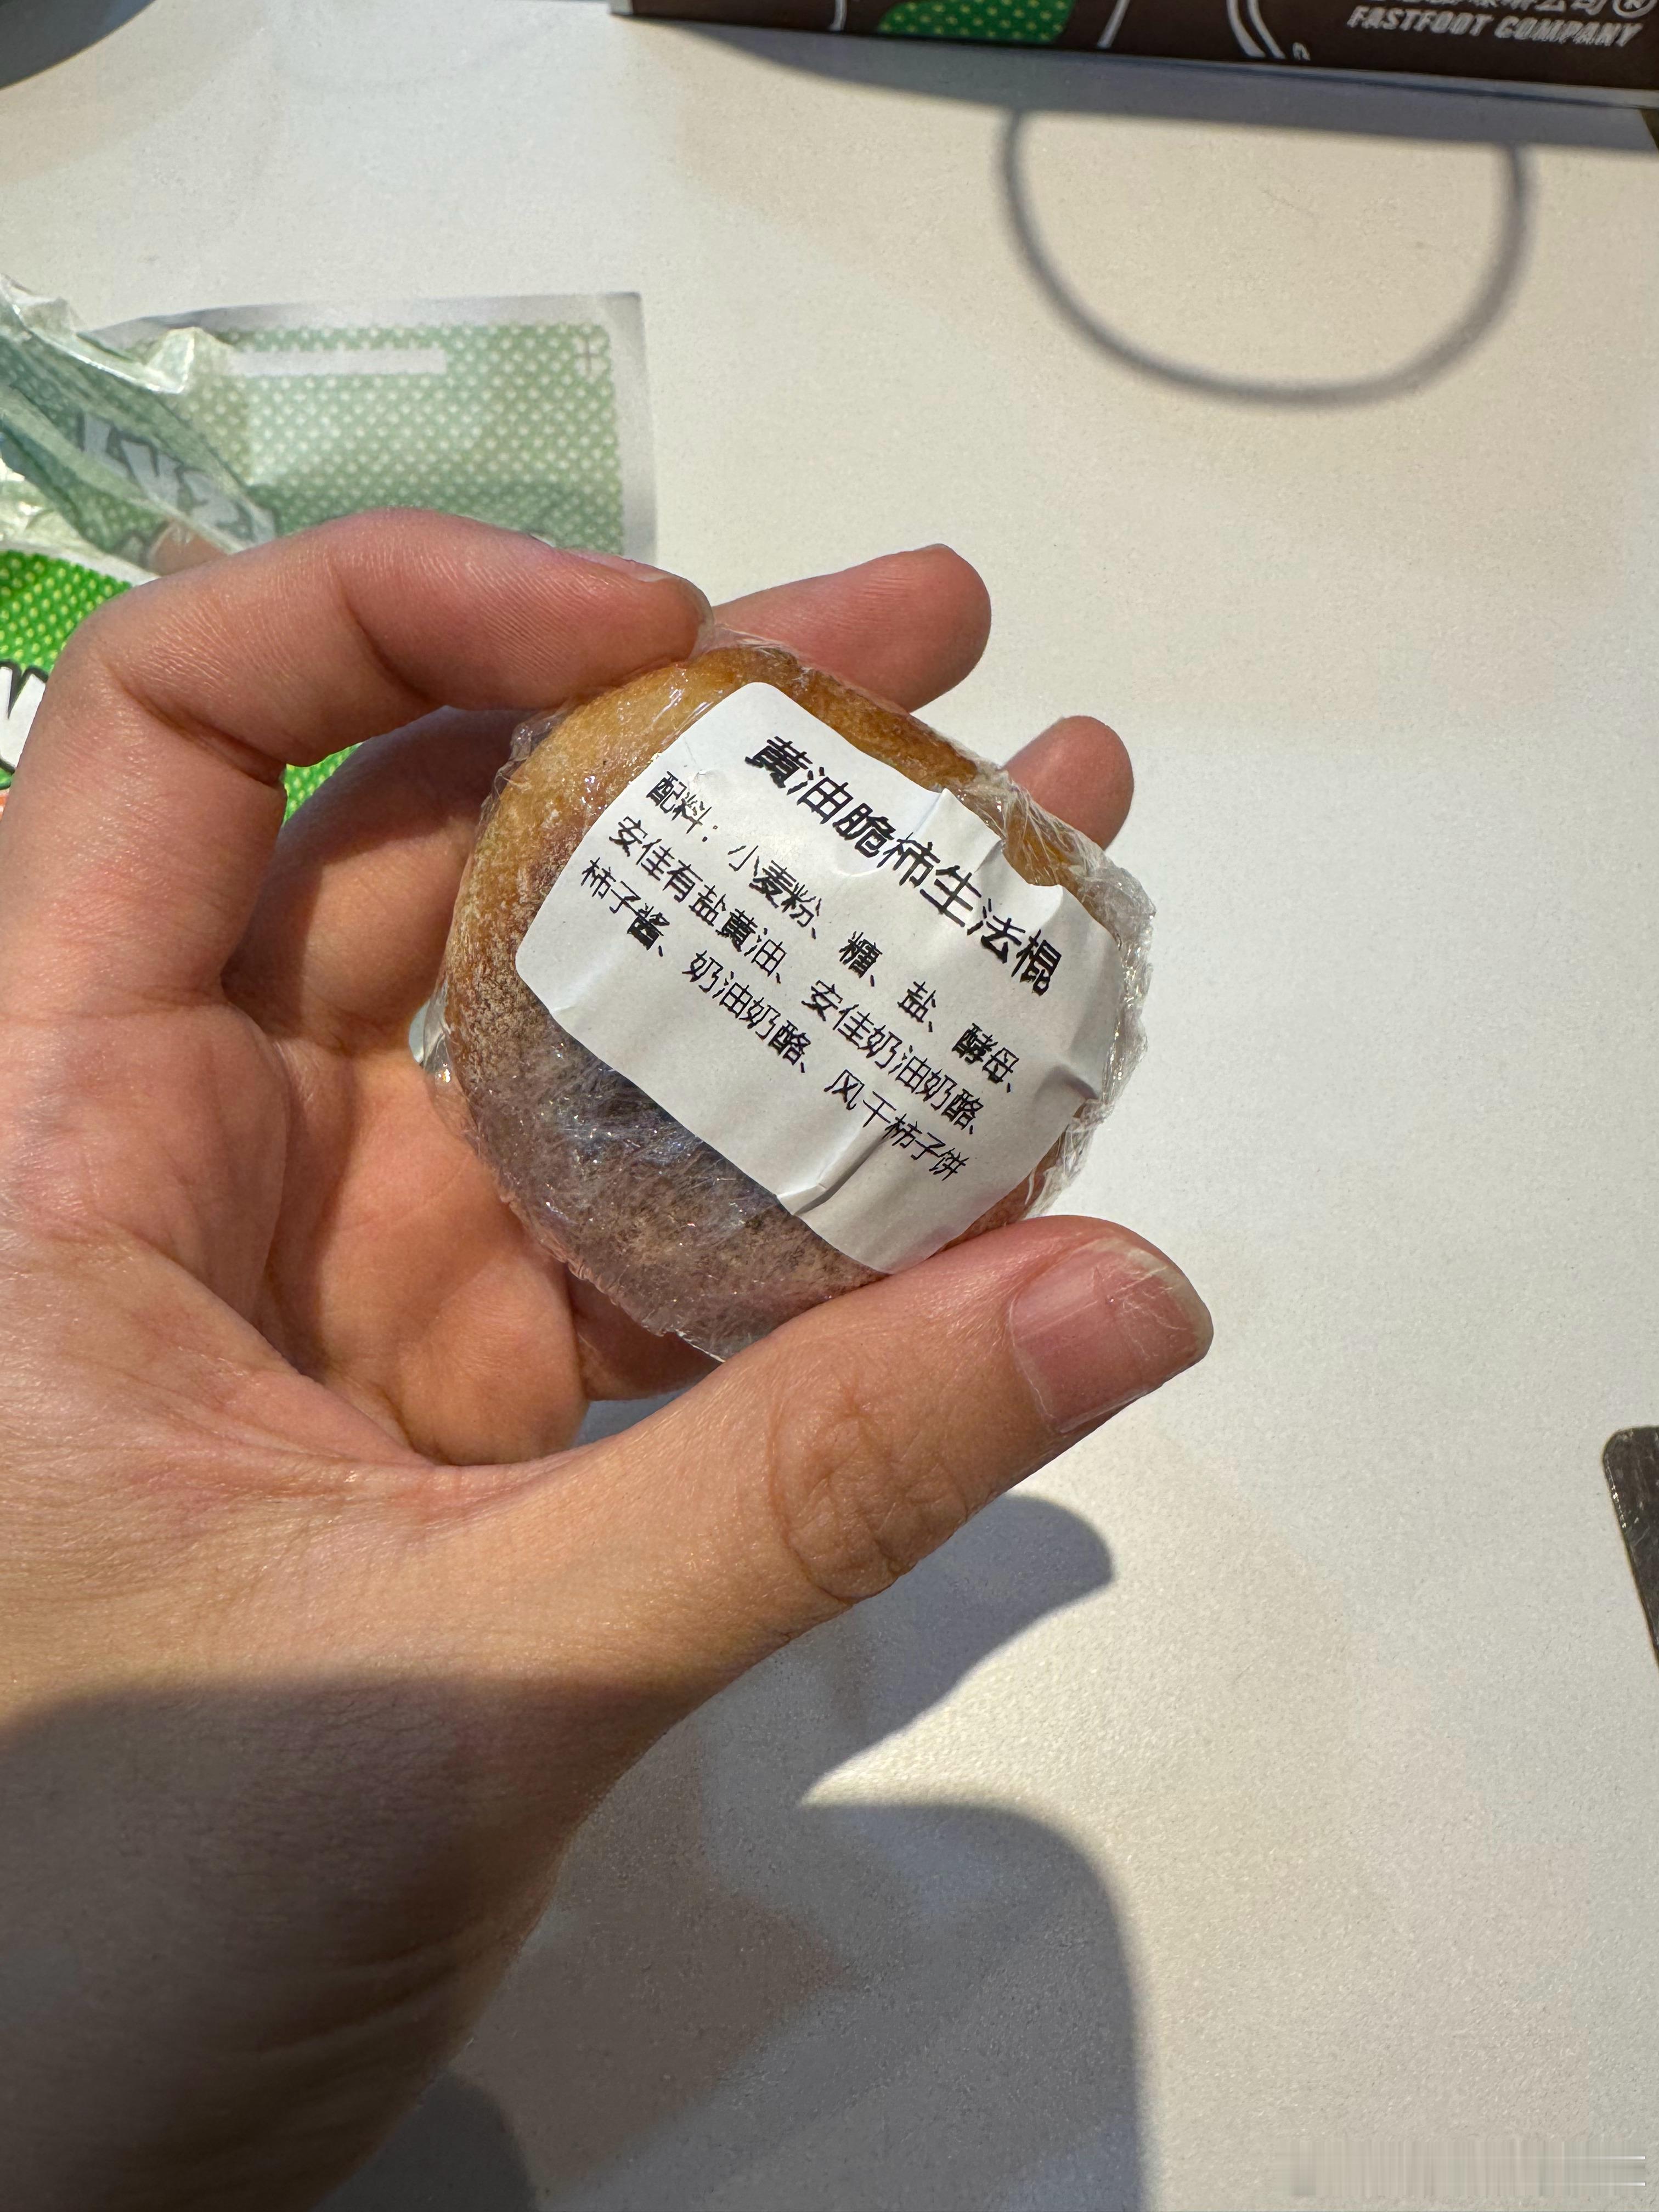 FASTFOOT COMPANY
黄油脆柿生法棍
配料：小麦粉、糖、盐、酵母、
安佳有盐黄油、安佳奶油奶酪、
柿子酱、奶油奶酪、风干柿子饼